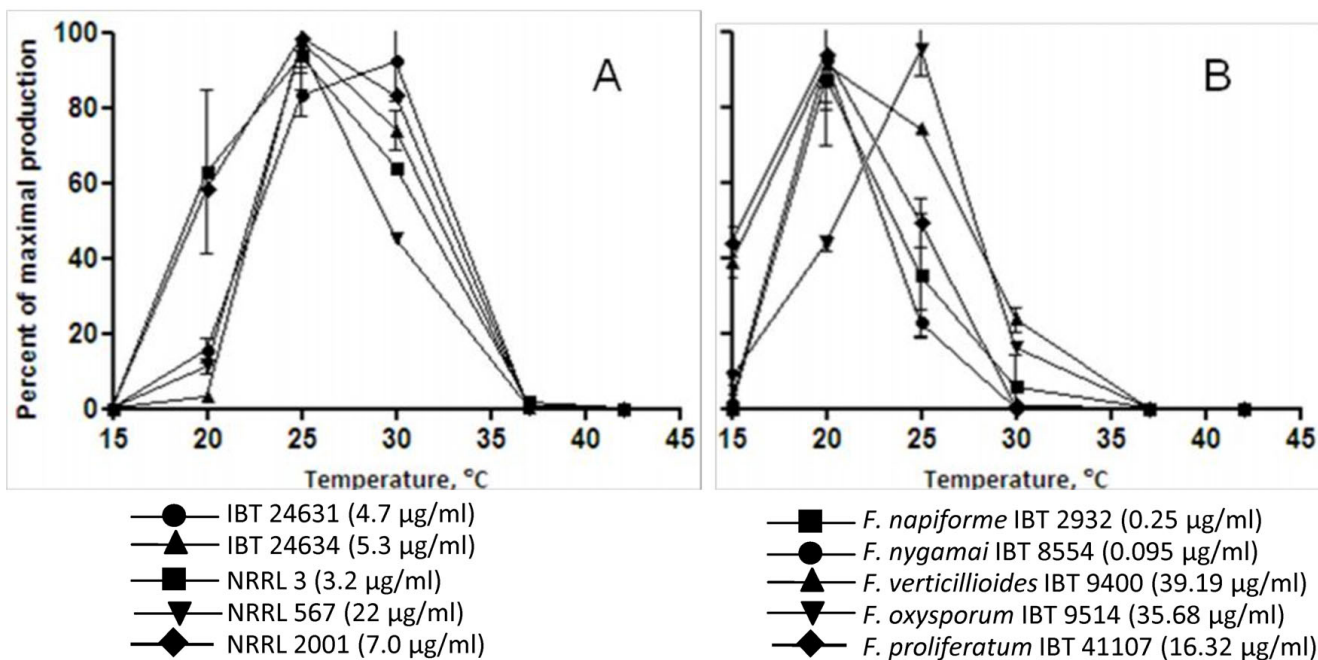 Percent of maximal production
100
80
60
40
20
0
A
15 20 25 30 35 40 45
Temperature, °C
B
15 20 25 30 35 40 45
Temperature, °C
IBT 24631 (4.7 µg/ml)
IBT 24634 (5.3 µg/ml)
NRRL 3 (3.2 µg/ml)
NRRL 567 (22 µg/ml)
NRRL 2001 (7.0 µg/ml)
F. napiforme IBT 2932 (0.25 µg/ml)
F. nygamai IBT 8554 (0.095 µg/ml)
F. verticillioides IBT 9400 (39.19 µg/ml)
F. oxysporum IBT 9514 (35.68 µg/ml)
F. proliferatum IBT 41107 (16.32 µg/ml)